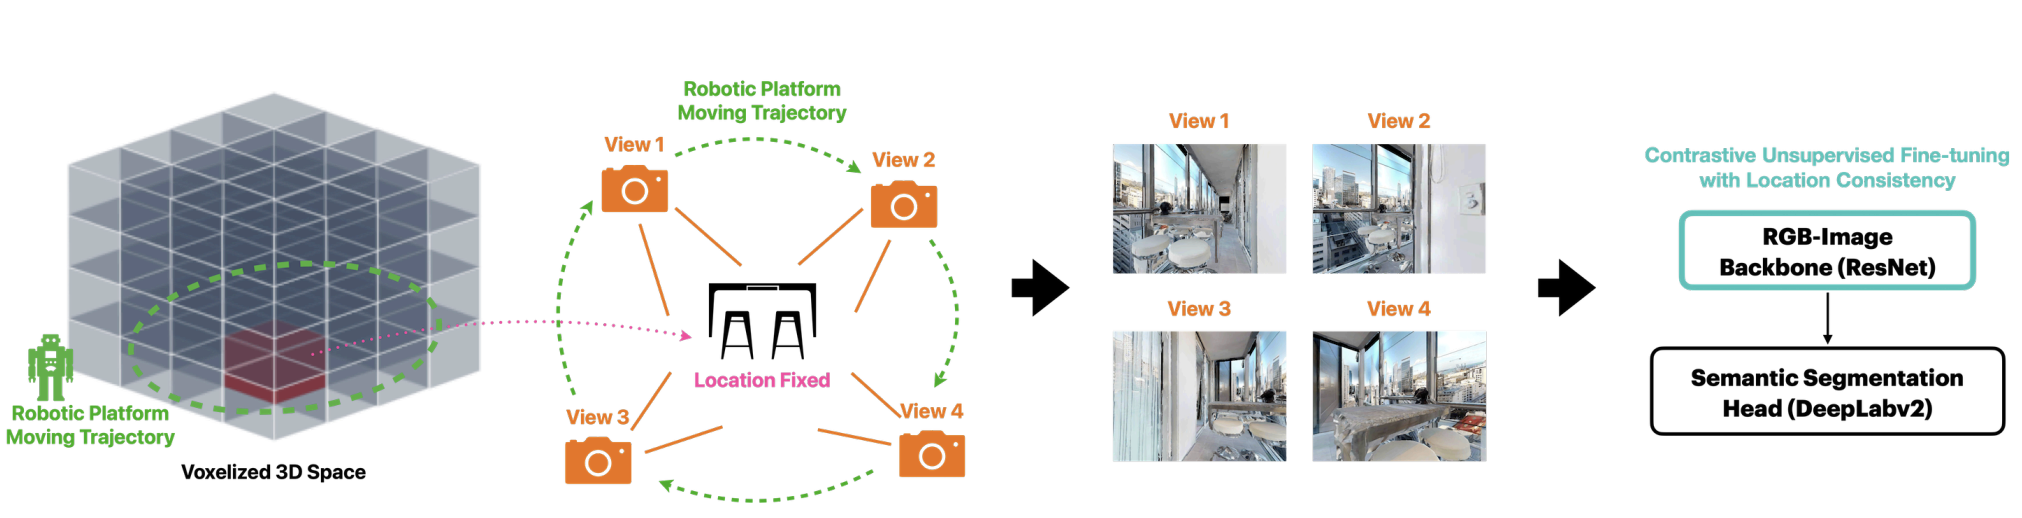 Robotic Platform
Moving Trajectory
Voxelized 3D Space
Robotic Platform
Moving Trajectory
View 1
View 2
Location Fixed
View 3
View 4
View 1
View 2
View 3
View 4
Contrastive Unsupervised Fine-tuning
with Location Consistency
RGB-Image
Backbone (ResNet)
Semantic Segmentation
Head (DeepLabv2)